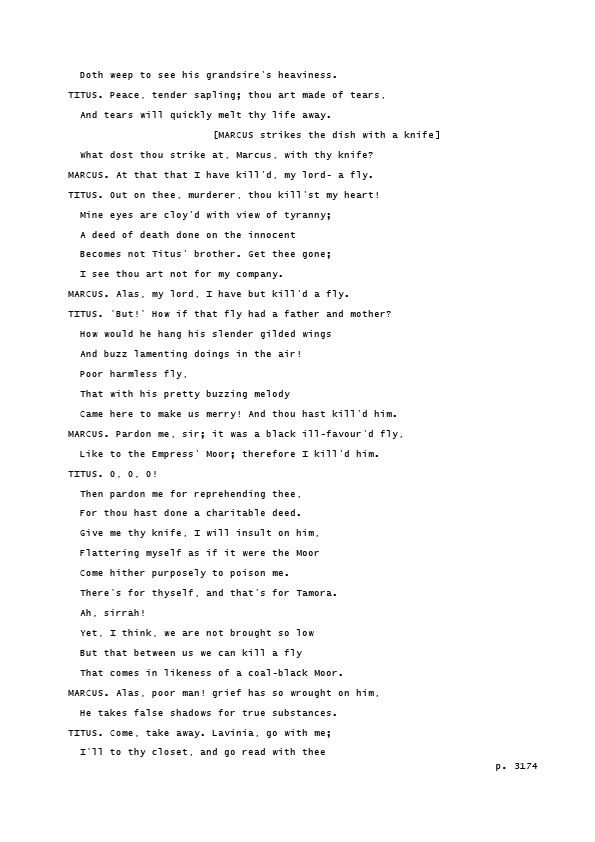 Doth weep to see his grandsire's heaviness.
TITUS. Peace, tender sapling; thou art made of tears,
And tears will quickly melt thy life away.
[MARCUS strikes the dish with a knife]
What dost thou strike at, Marcus, with thy knife?
MARCUS. At that that I have kill'd, my lord- a fly.
TITUS. Out on thee, murderer, thou kill'st my heart!
Mine eyes are cloy'd with view of tyranny;
A deed of death done on the innocent
Becomes not Titus' brother. Get thee gone;
I see thou art not for my company.
MARCUS. Alas, my lord, I have but kill'd a fly.
TITUS. 'But!' How if that fly had a father and mother?
How would he hang his slender gilded wings
And buzz lamenting doings in the air!
Poor harmless fly,
That with his pretty buzzing melody
Came here to make us merry! And thou hast kill'd him.
MARCUS. Pardon me, sir; it was a black ill-favour'd fly,
Like to the Empress' Moor; therefore I kill'd him.
TITUS. O, O, O!
Then pardon me for reprehending thee,
For thou hast done a charitable deed.
Give me thy knife, I will insult on him,
Flattering myself as if it were the Moor
Come hither purposely to poison me.
There's for thyself, and that's for Tamora.
Ah, sirrah!
Yet, I think, we are not brought so low
But that between us we can kill a fly
That comes in likeness of a coal-black Moor.
MARCUS. Alas, poor man! grief has so wrought on him,
He takes false shadows for true substances.
TITUS. Come, take away. Lavinia, go with me;
I'll to thy closet, and go read with thee
p. 3174